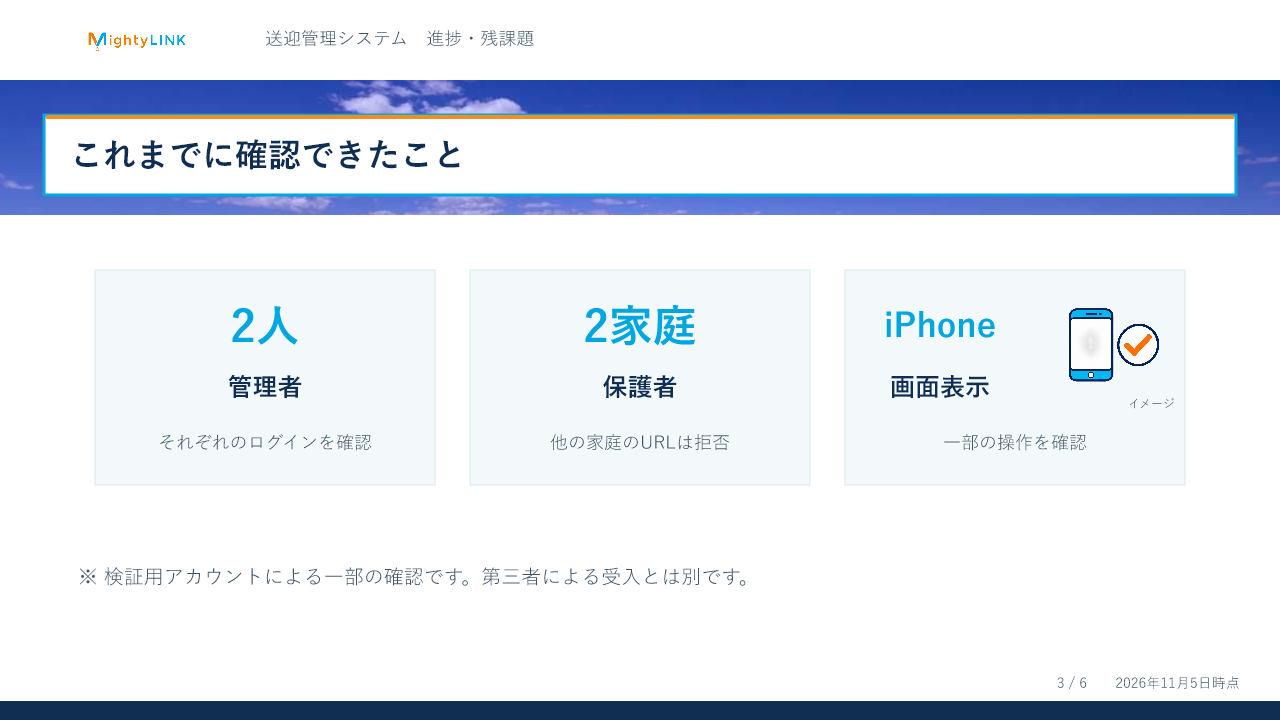 MightyLINK
送迎管理システム　進捗・残課題
これまでに確認できたこと
2人
管理者
それぞれのログインを確認
2家庭
保護者
他の家庭のURLは拒否
iPhone
画面表示
イメージ
一部の操作を確認
※ 検証用アカウントによる一部の確認です。第三者による受入とは別です。
3 / 6　2026年11月5日時点